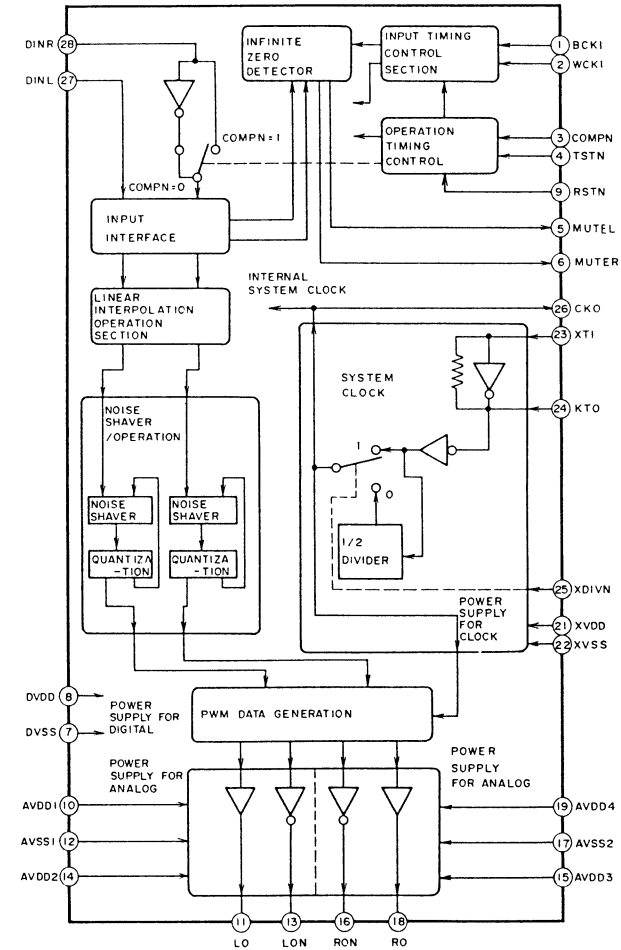 DINR 28
DINL 27
INFINITE
ZERO
DETECTOR
INPUT TIMING
CONTROL
SECTION
1 BCK1
2 WCK1
COMPN=1
OPERATION
TIMING
CONTROL
3 COMPN
4 TSTN
9 RSTN
COMPN=0
INPUT
INTERFACE
5 MUTEL
6 MUTER
INTERNAL
SYSTEM CLOCK
26 CKO
LINEAR
INTERPOLATION
OPERATION
SECTION
23 XT1
SYSTEM
CLOCK
24 KTO
NOISE
SHAVER
/OPERATION
1
0
NOISE
SHAVER
NOISE
SHAVER
1/2
DIVIDER
QUANTIZA
-TION
QUANTIZA
-TION
25 XDIVN
POWER
SUPPLY
FOR
CLOCK
21 XVDD
22 XVSS
DVDD 8
DVSS 7
POWER
SUPPLY FOR
DIGITAL
PWM DATA GENERATION
POWER
SUPPLY FOR
ANALOG
POWER
SUPPLY
FOR ANALOG
AVDD1 10
AVSS1 12
AVDD2 14
19 AVDD4
17 AVSS2
15 AVDD3
11 13 16 18
LO LON RON RO